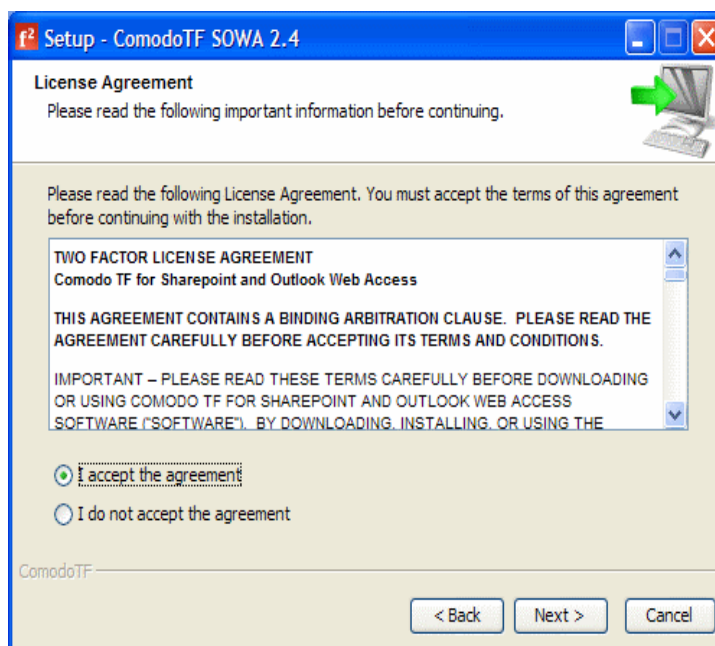 f² Setup - ComodoTF SOWA 2.4
License Agreement
Please read the following important information before continuing.
Please read the following License Agreement. You must accept the terms of this agreement
before continuing with the installation.
TWO FACTOR LICENSE AGREEMENT
Comodo TF for Sharepoint and Outlook Web Access
THIS AGREEMENT CONTAINS A BINDING ARBITRATION CLAUSE. PLEASE READ THE
AGREEMENT CAREFULLY BEFORE ACCEPTING ITS TERMS AND CONDITIONS.
IMPORTANT – PLEASE READ THESE TERMS CAREFULLY BEFORE DOWNLOADING
OR USING COMODO TF FOR SHAREPOINT AND OUTLOOK WEB ACCESS
SOFTWARE ("SOFTWARE"). BY DOWNLOADING, INSTALLING, OR USING THE
I accept the agreement
I do not accept the agreement
ComodoTF
< Back Next > Cancel